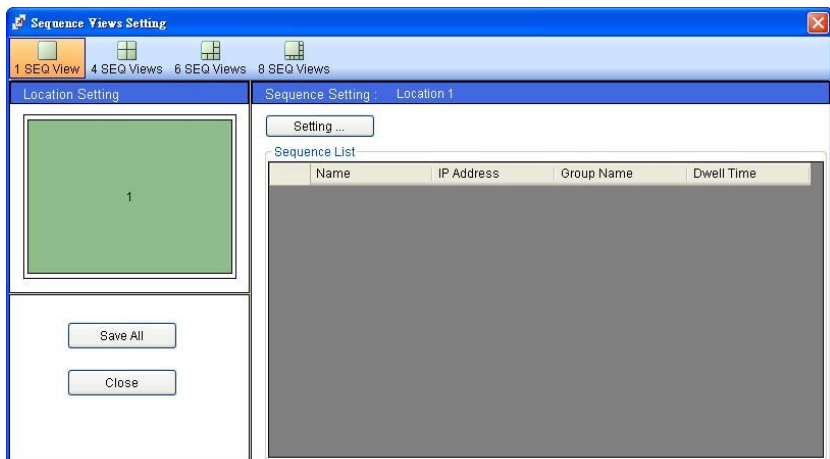 Sequence Views Setting
1 SEQ View 4 SEQ Views 6 SEQ Views 8 SEQ Views
Location Setting
Sequence Setting : Location 1
1
Setting ...
Sequence List
Name IP Address Group Name Dwell Time
Save All
Close